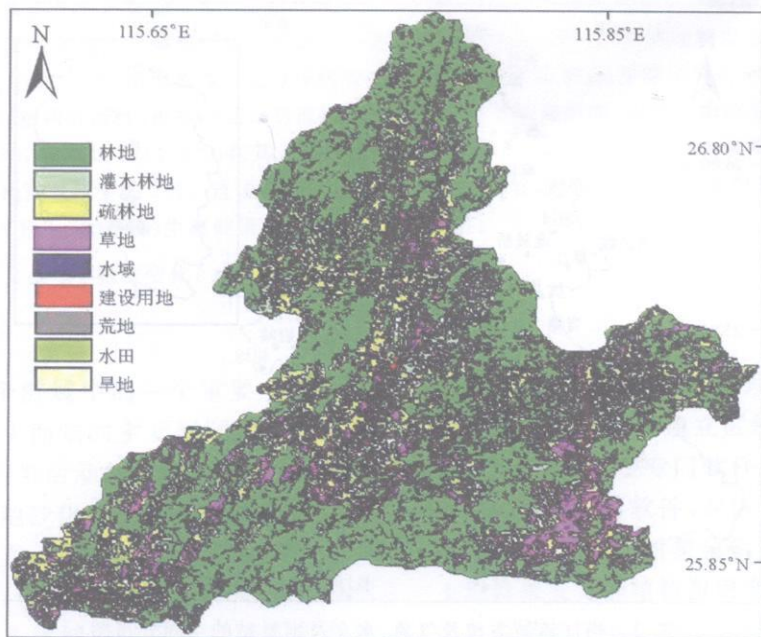 115.65°E
115.85°E
N
26.80°N
林地
灌木林地
疏林地
草地
水域
建设用地
荒地
水田
旱地
25.85°N